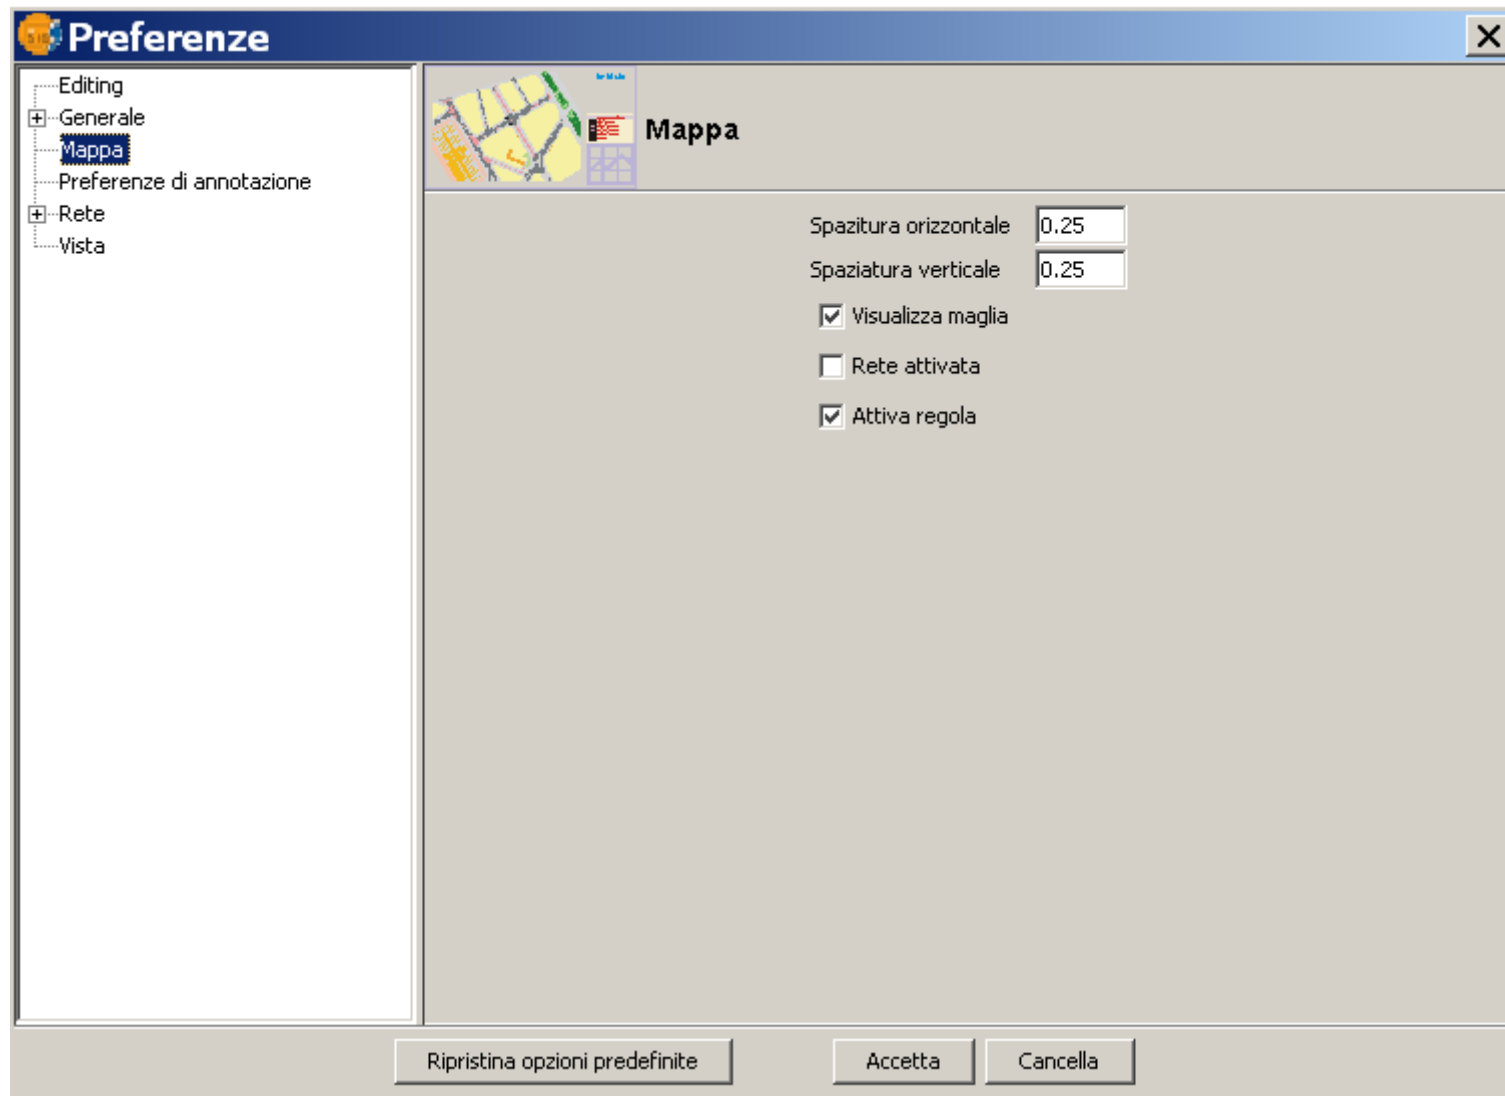 Preferenze
Editing
Generale
Mappa
Preferenze di annotazione
Rete
Vista
Mappa
Spazitura orizzontale 0.25
Spaziatura verticale 0.25
Visualizza maglia
Rete attivata
Attiva regola
Ripristina opzioni predefinite Accetta Cancella